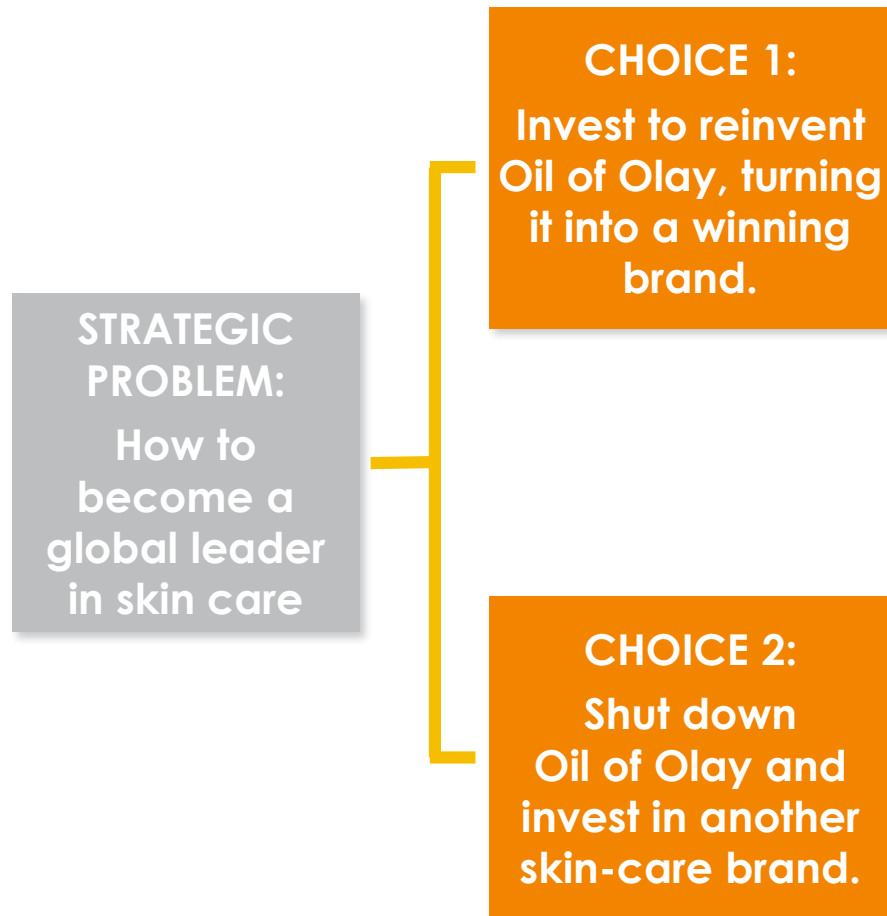 STRATEGIC
PROBLEM:
How to
become a
global leader
in skin care
CHOICE 1:
Invest to reinvent
Oil of Olay, turning
it into a winning
brand.
CHOICE 2:
Shut down
Oil of Olay and
invest in another
skin-care brand.